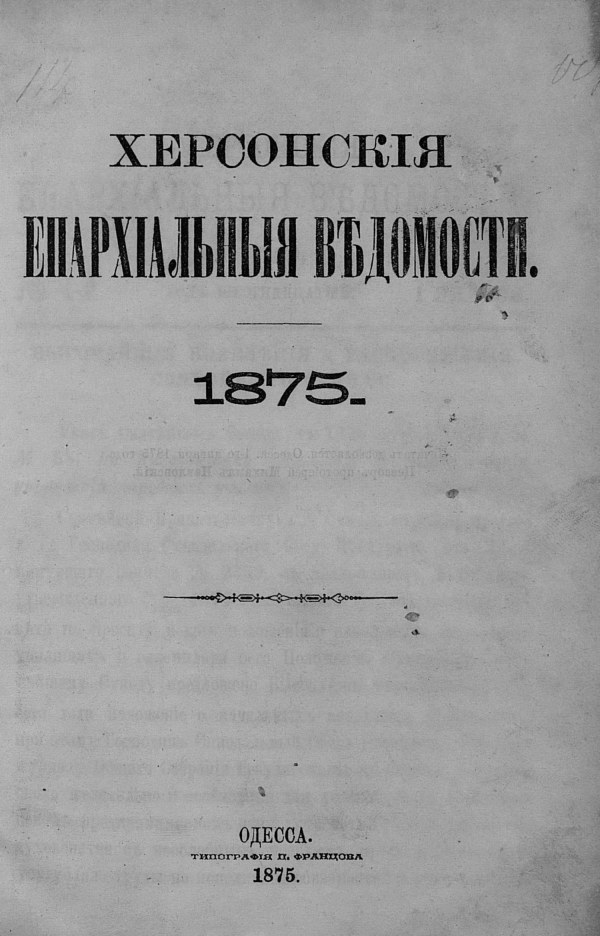 ХЕРСОНСКІЯ
ЕПАРХІАЛЬНЫЯ ВѢДОМОСТИ.
1875.
ОДЕССА.
ТИПОГРАФІЯ П. ФРАНЦОВА
1875.